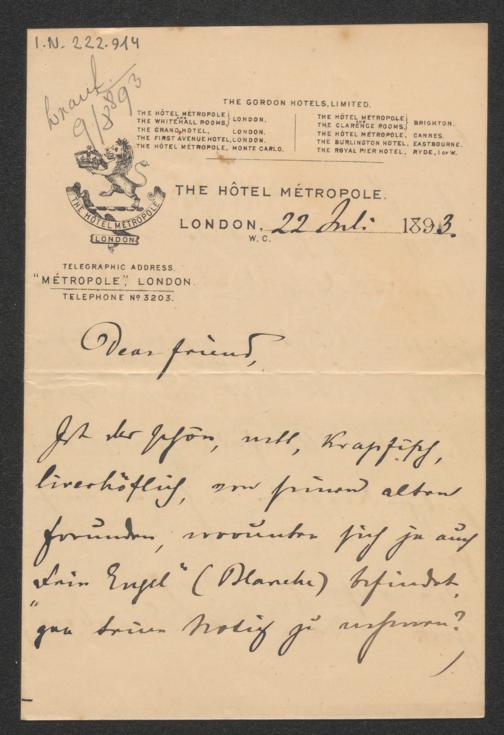 I.N. 222.914
9/8 93
THE GORDON HOTELS, LIMITED.
THE HÔTEL MÉTROPOLE
AND
THE WHITEHALL ROOMS, } LONDON.
THE GRAND HOTEL, LONDON.
THE FIRST AVENUE HOTEL, LONDON.
THE HÔTEL MÉTROPOLE, MONTE CARLO.
THE HÔTEL MÉTROPOLE
AND
THE CLARENCE ROOMS, } BRIGHTON.
THE HÔTEL MÉTROPOLE, CANNES.
THE BURLINGTON HOTEL, EASTBOURNE.
THE ROYAL PIER HOTEL, RYDE, I OF W.
THE HÔTEL MÉTROPOLE
LONDON
THE HÔTEL MÉTROPOLE.
LONDON, 22 Juli 1893.
W.C.
TELEGRAPHIC ADDRESS.
"MÉTROPOLE", LONDON.
TELEPHONE Nº 3203.
Dear friend,
Ist das schön, nett,
von seinen alten
Freunden, worunter sich ja auch
"Dein Engel" (Blanche) befindet,
gar keine Notiz zu nehmen?